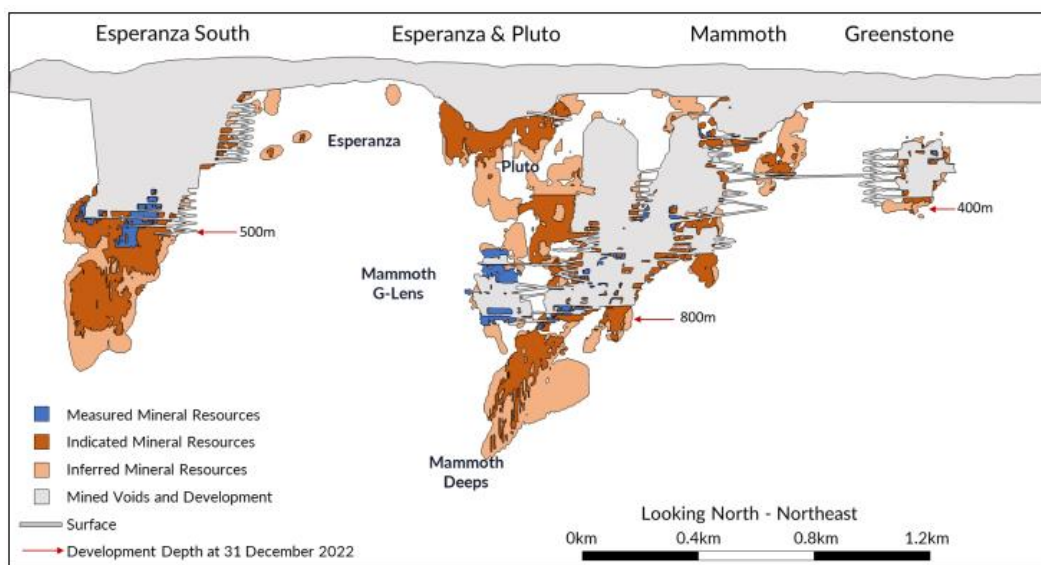 Esperanza South
Esperanza & Pluto
Mammoth
Greenstone
Esperanza
Pluto
400m
500m
Mammoth
G-Lens
800m
Mammoth
Deeps
Measured Mineral Resources
Indicated Mineral Resources
Inferred Mineral Resources
Mined Voids and Development
Surface
Development Depth at 31 December 2022
Looking North - Northeast
0km
0.4km
0.8km
1.2km